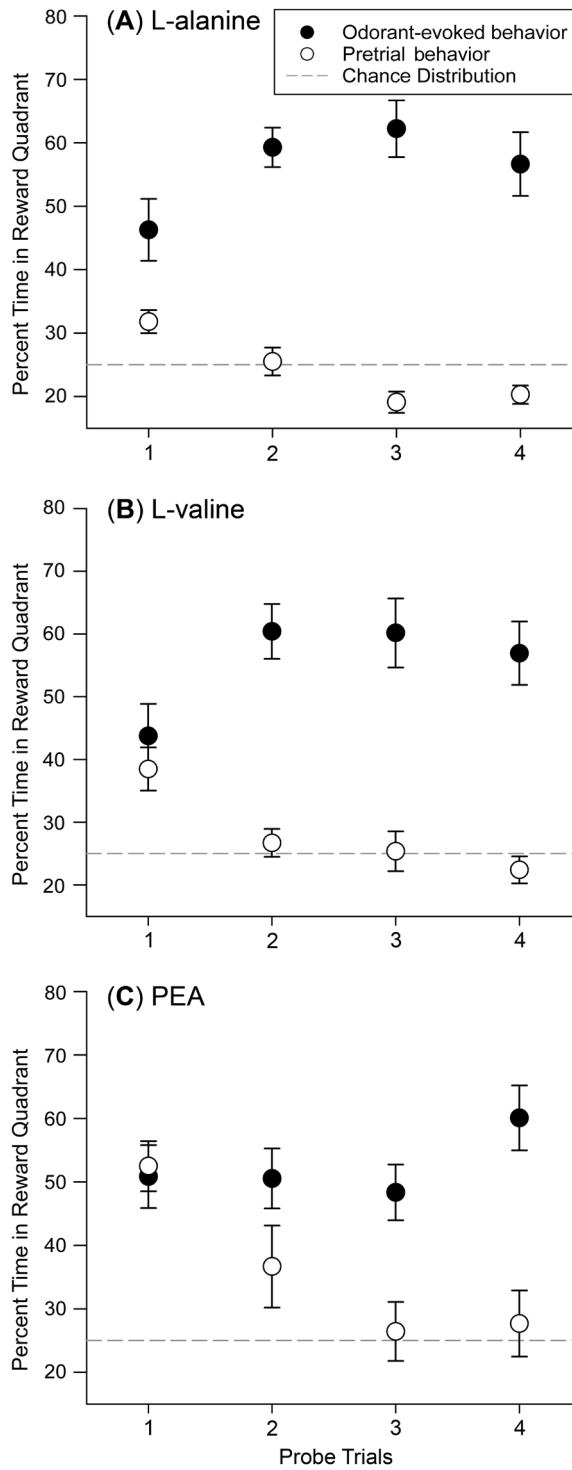 (A) L-alanine
Odorant-evoked behavior
Pretrial behavior
Chance Distribution
Percent Time in Reward Quadrant
80
70
60
50
40
30
20
1 2 3 4
(B) L-valine
Percent Time in Reward Quadrant
80
70
60
50
40
30
20
1 2 3 4
(C) PEA
Percent Time in Reward Quadrant
80
70
60
50
40
30
20
1 2 3 4
Probe Trials